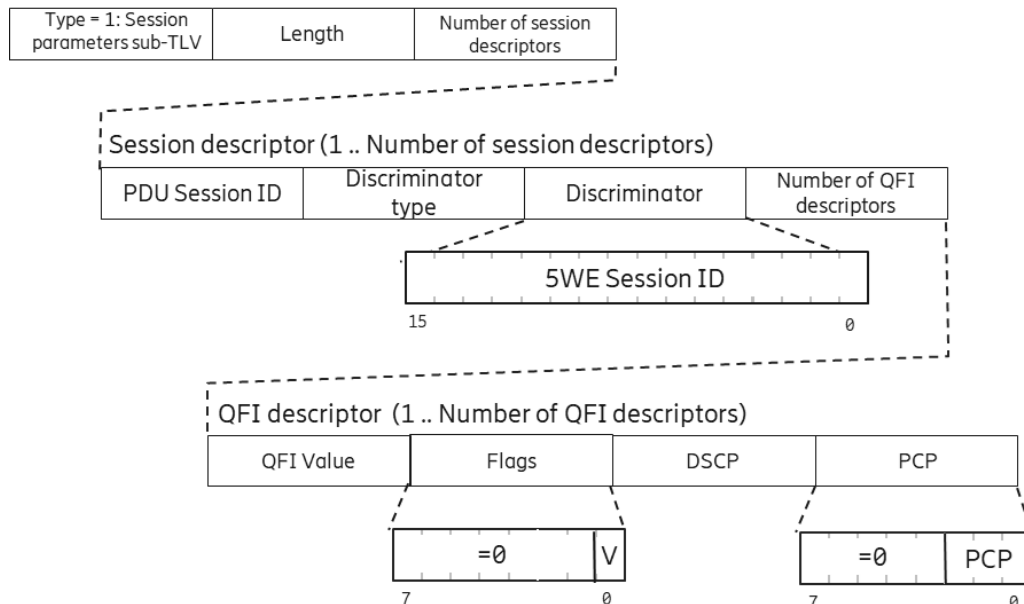 Type = 1: Session
parameters sub-TLV
Length
Number of session
descriptors
Session descriptor (1 .. Number of session descriptors)
PDU Session ID
Discriminator
type
Discriminator
Number of QFI
descriptors
5WE Session ID
15
0
QFI descriptor (1 .. Number of QFI descriptors)
QFI Value
Flags
DSCP
PCP
=0
V
=0
PCP
7
0
7
0